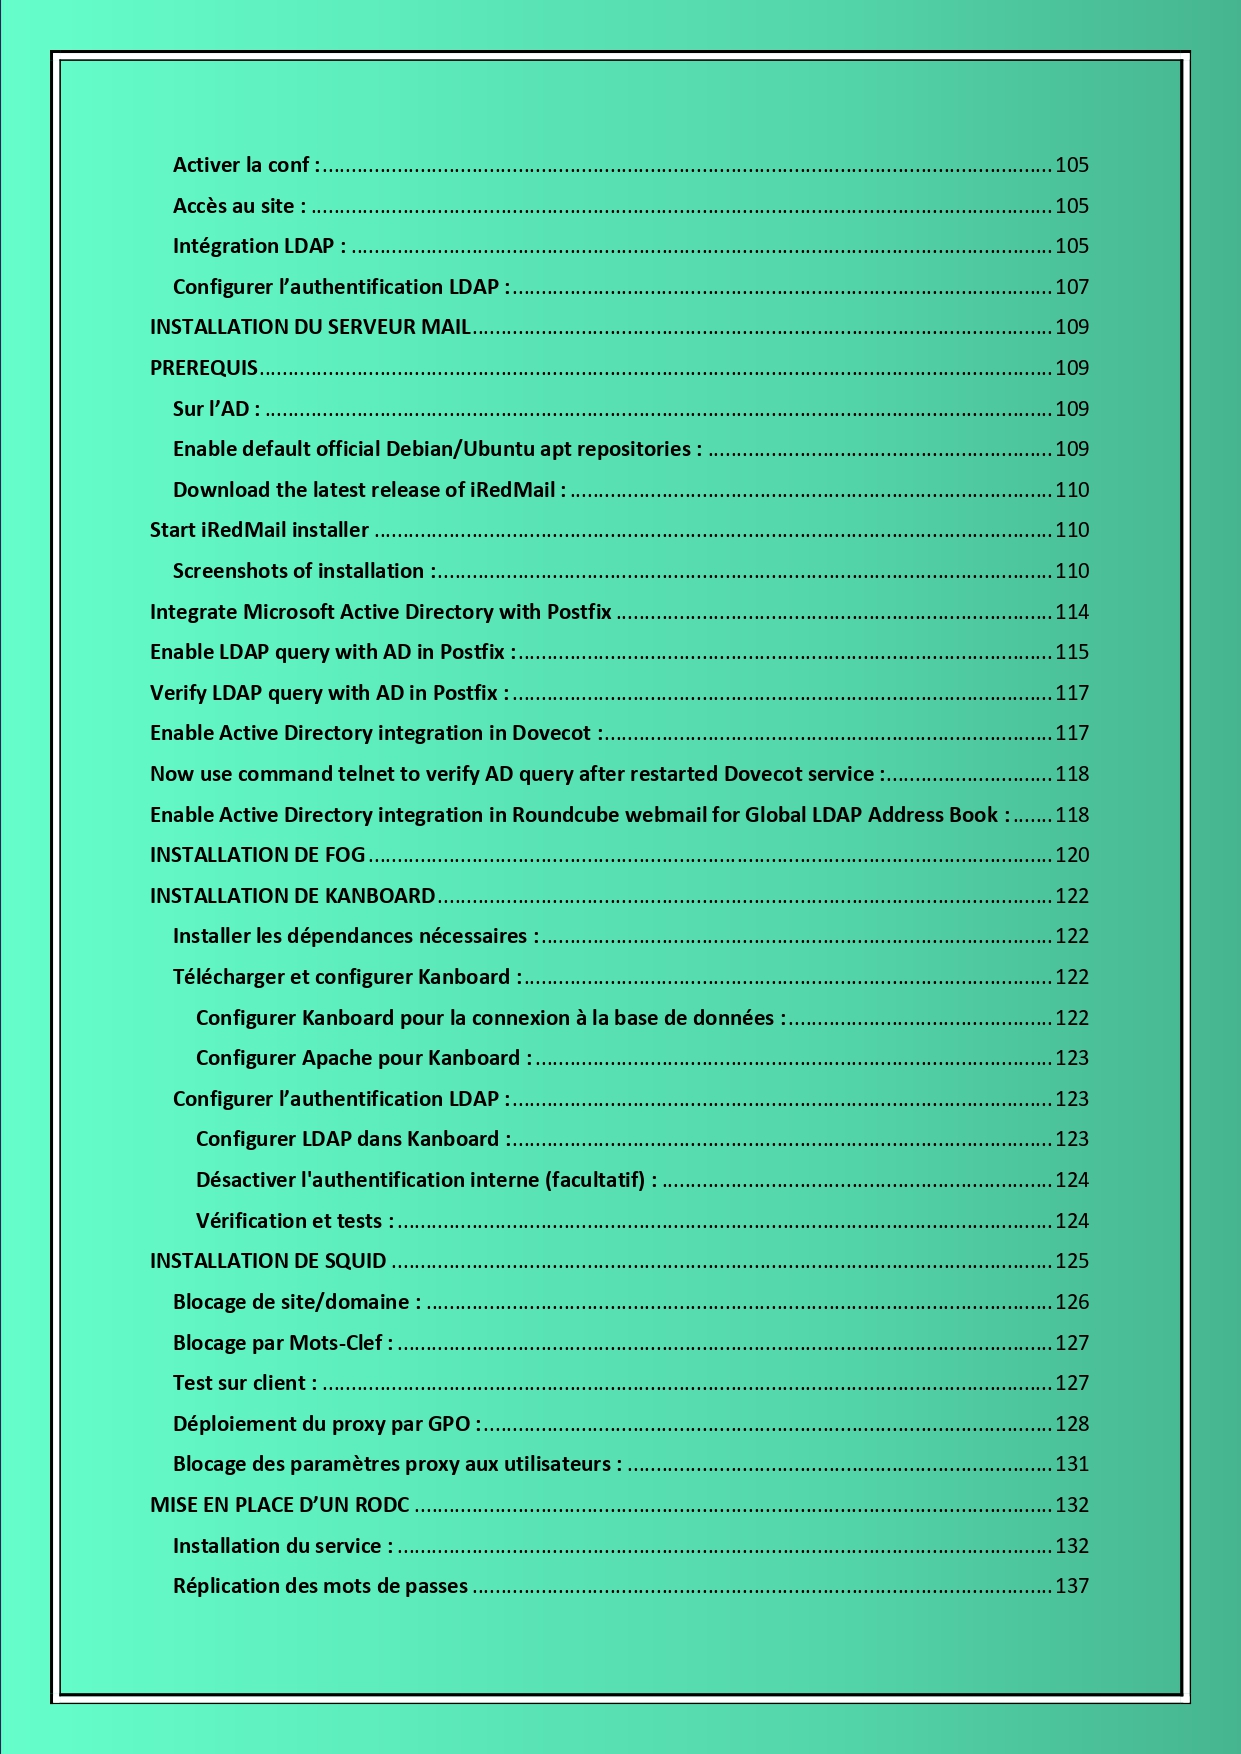 Activer la conf : 105
Accès au site : 105
Intégration LDAP : 105
Configurer l’authentification LDAP : 107
INSTALLATION DU SERVEUR MAIL 109
PREREQUIS 109
Sur l’AD : 109
Enable default official Debian/Ubuntu apt repositories : 109
Download the latest release of iRedMail : 110
Start iRedMail installer 110
Screenshots of installation : 110
Integrate Microsoft Active Directory with Postfix 114
Enable LDAP query with AD in Postfix : 115
Verify LDAP query with AD in Postfix : 117
Enable Active Directory integration in Dovecot : 117
Now use command telnet to verify AD query after restarted Dovecot service : 118
Enable Active Directory integration in Roundcube webmail for Global LDAP Address Book : 118
INSTALLATION DE FOG 120
INSTALLATION DE KANBOARD 122
Installer les dépendances nécessaires : 122
Télécharger et configurer Kanboard : 122
Configurer Kanboard pour la connexion à la base de données : 122
Configurer Apache pour Kanboard : 123
Configurer l’authentification LDAP : 123
Configurer LDAP dans Kanboard : 123
Désactiver l'authentification interne (facultatif) : 124
Vérification et tests : 124
INSTALLATION DE SQUID 125
Blocage de site/domaine : 126
Blocage par Mots-Clef : 127
Test sur client : 127
Déploiement du proxy par GPO : 128
Blocage des paramètres proxy aux utilisateurs : 131
MISE EN PLACE D’UN RODC 132
Installation du service : 132
Réplication des mots de passes 137